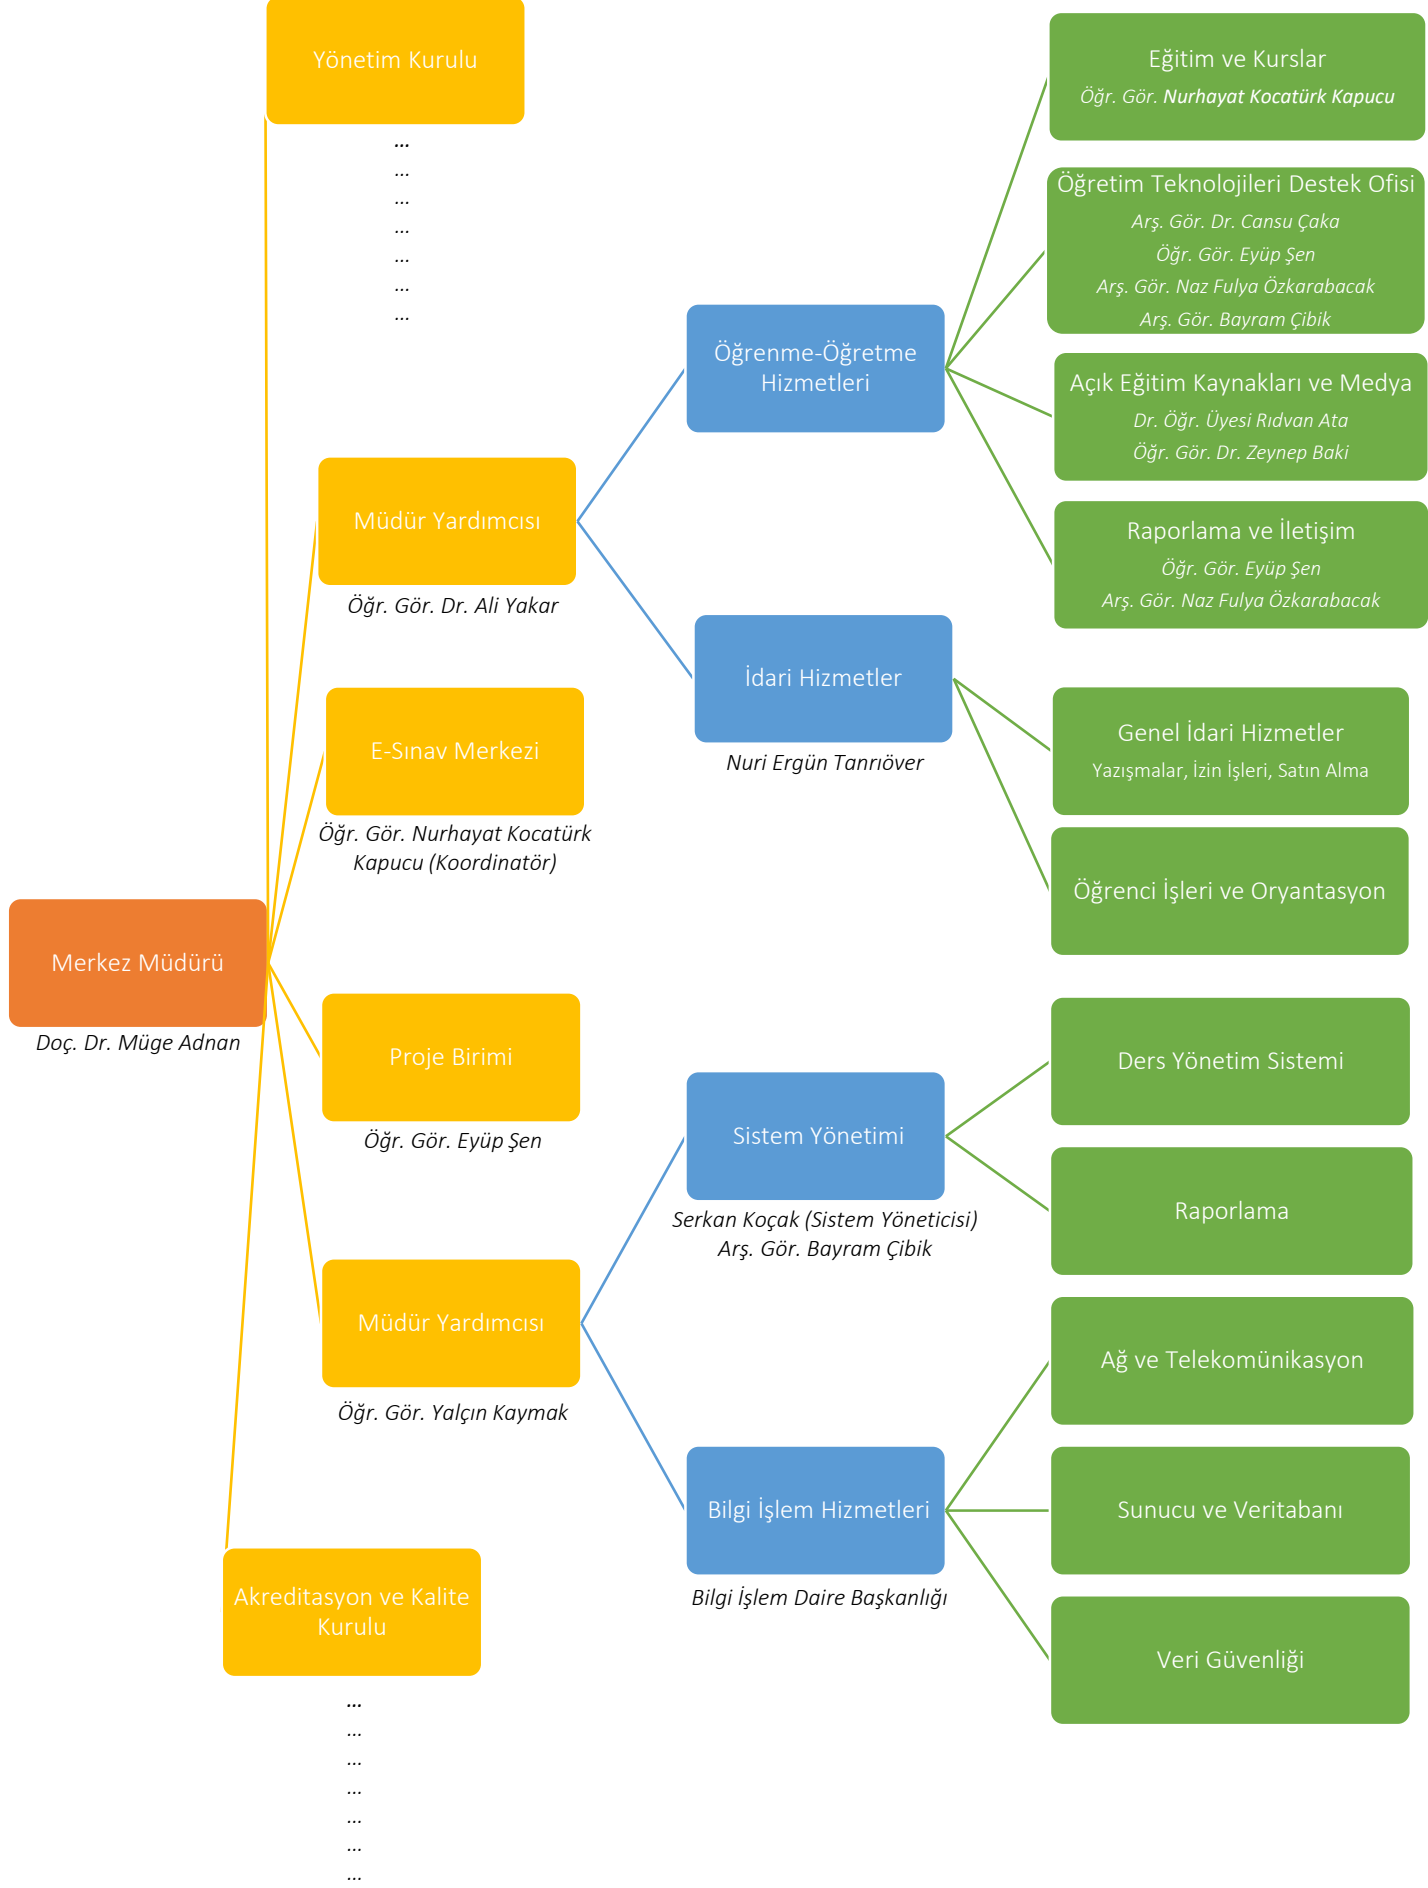 Yönetim Kurulu
...
...
...
...
...
...
...
Müdür Yardımcısı
Öğr. Gör. Dr. Ali Yakar
E-Sınav Merkezi
Öğr. Gör. Nurhayat Kocatürk
Kapucu (Koordinatör)
Merkez Müdürü
Doç. Dr. Müge Adnan
Proje Birimi
Öğr. Gör. Eyüp Şen
Müdür Yardımcısı
Öğr. Gör. Yalçın Kaymak
Akreditasyon ve Kalite
Kurulu
...
...
...
...
...
...
...
Öğrenme-Öğretme
Hizmetleri
İdari Hizmetler
Nuri Ergün Tanrıöver
Sistem Yönetimi
Serkan Koçak (Sistem Yöneticisi)
Arş. Gör. Bayram Çibik
Bilgi İşlem Hizmetleri
Bilgi İşlem Daire Başkanlığı
Eğitim ve Kurslar
Öğr. Gör. Nurhayat Kocatürk Kapucu
Öğretim Teknolojileri Destek Ofisi
Arş. Gör. Dr. Cansu Çaka
Öğr. Gör. Eyüp Şen
Arş. Gör. Naz Fulya Özkarabacak
Arş. Gör. Bayram Çibik
Açık Eğitim Kaynakları ve Medya
Dr. Öğr. Üyesi Rıdvan Ata
Öğr. Gör. Dr. Zeynep Baki
Raporlama ve İletişim
Öğr. Gör. Eyüp Şen
Arş. Gör. Naz Fulya Özkarabacak
Genel İdari Hizmetler
Yazışmalar, İzin İşleri, Satın Alma
Öğrenci İşleri ve Oryantasyon
Ders Yönetim Sistemi
Raporlama
Ağ ve Telekomünikasyon
Sunucu ve Veritabanı
Veri Güvenliği